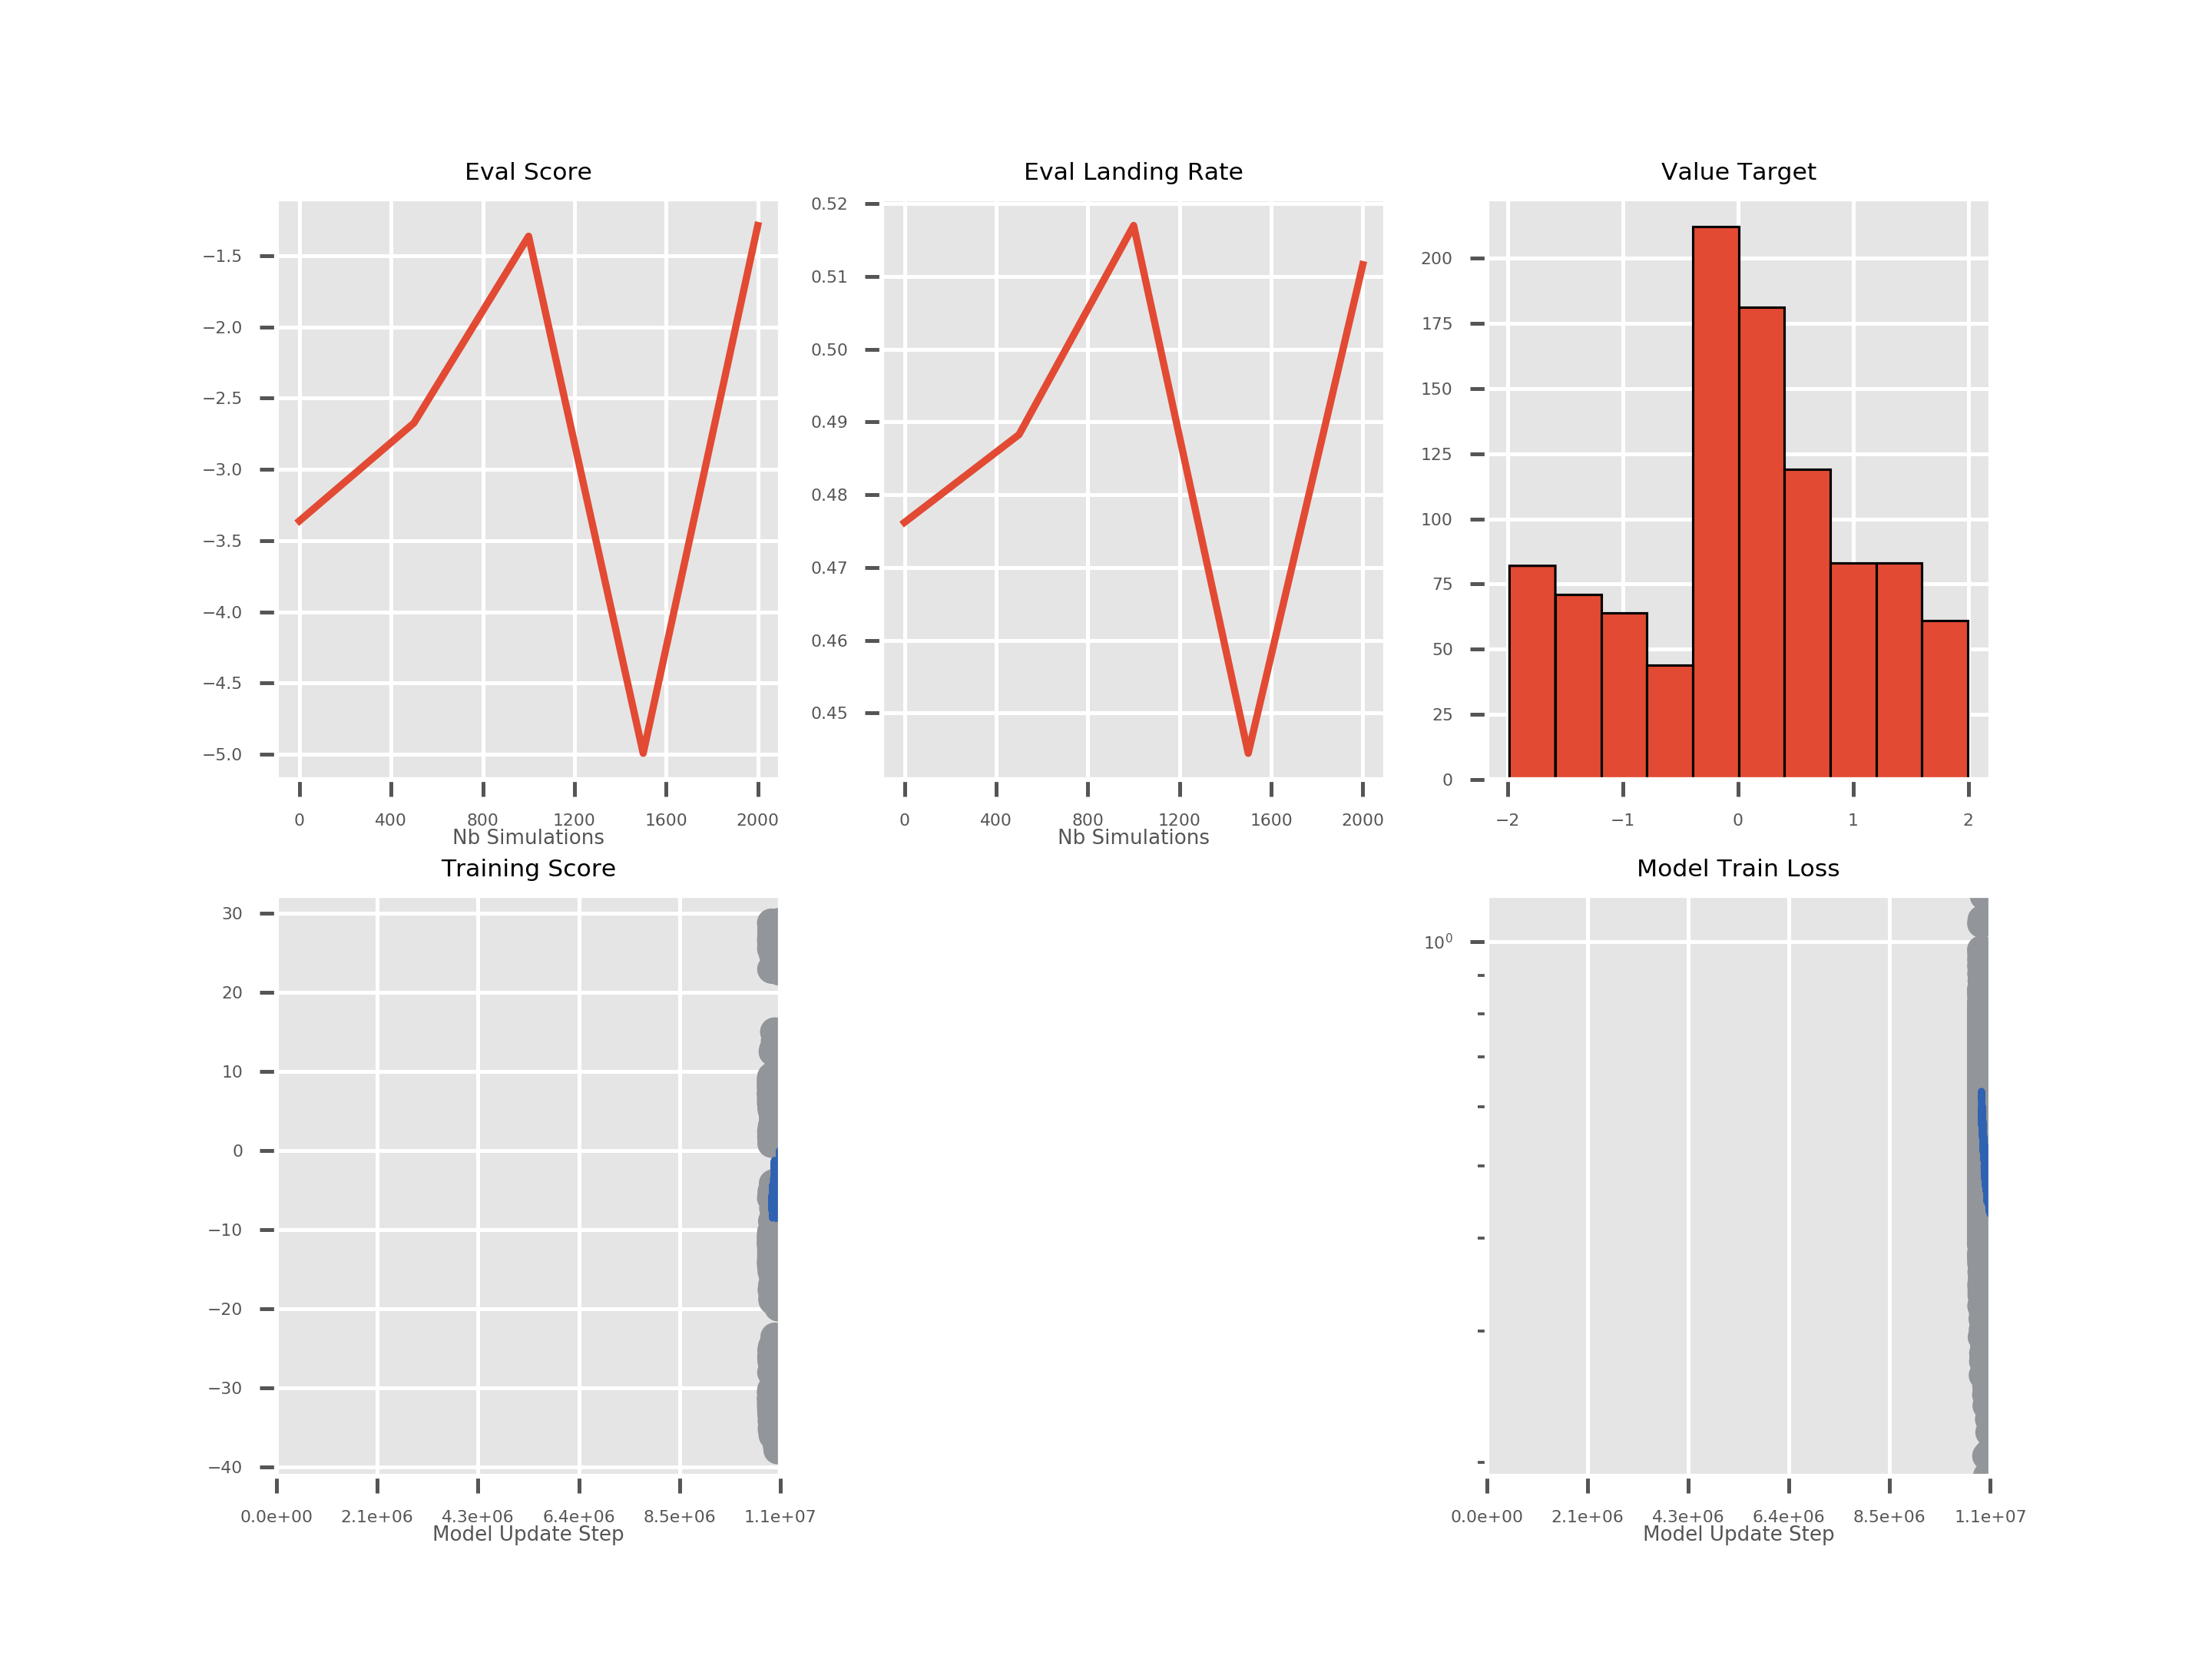 Eval Score
Eval Landing Rate
Value Target
−1.5
−2.0
−2.5
−3.0
−3.5
−4.0
−4.5
−5.0
0 400 800 1200 1600 2000
Nb Simulations
0.52
0.51
0.50
0.49
0.48
0.47
0.46
0.45
0 400 800 1200 1600 2000
Nb Simulations
200
175
150
125
100
75
50
25
0
−2 −1 0 1 2
Training Score
Model Train Loss
30
20
10
0
−10
−20
−30
−40
0.0e+00 2.1e+06 4.3e+06 6.4e+06 8.5e+06 1.1e+07
Model Update Step
10⁰
0.0e+00 2.1e+06 4.3e+06 6.4e+06 8.5e+06 1.1e+07
Model Update Step